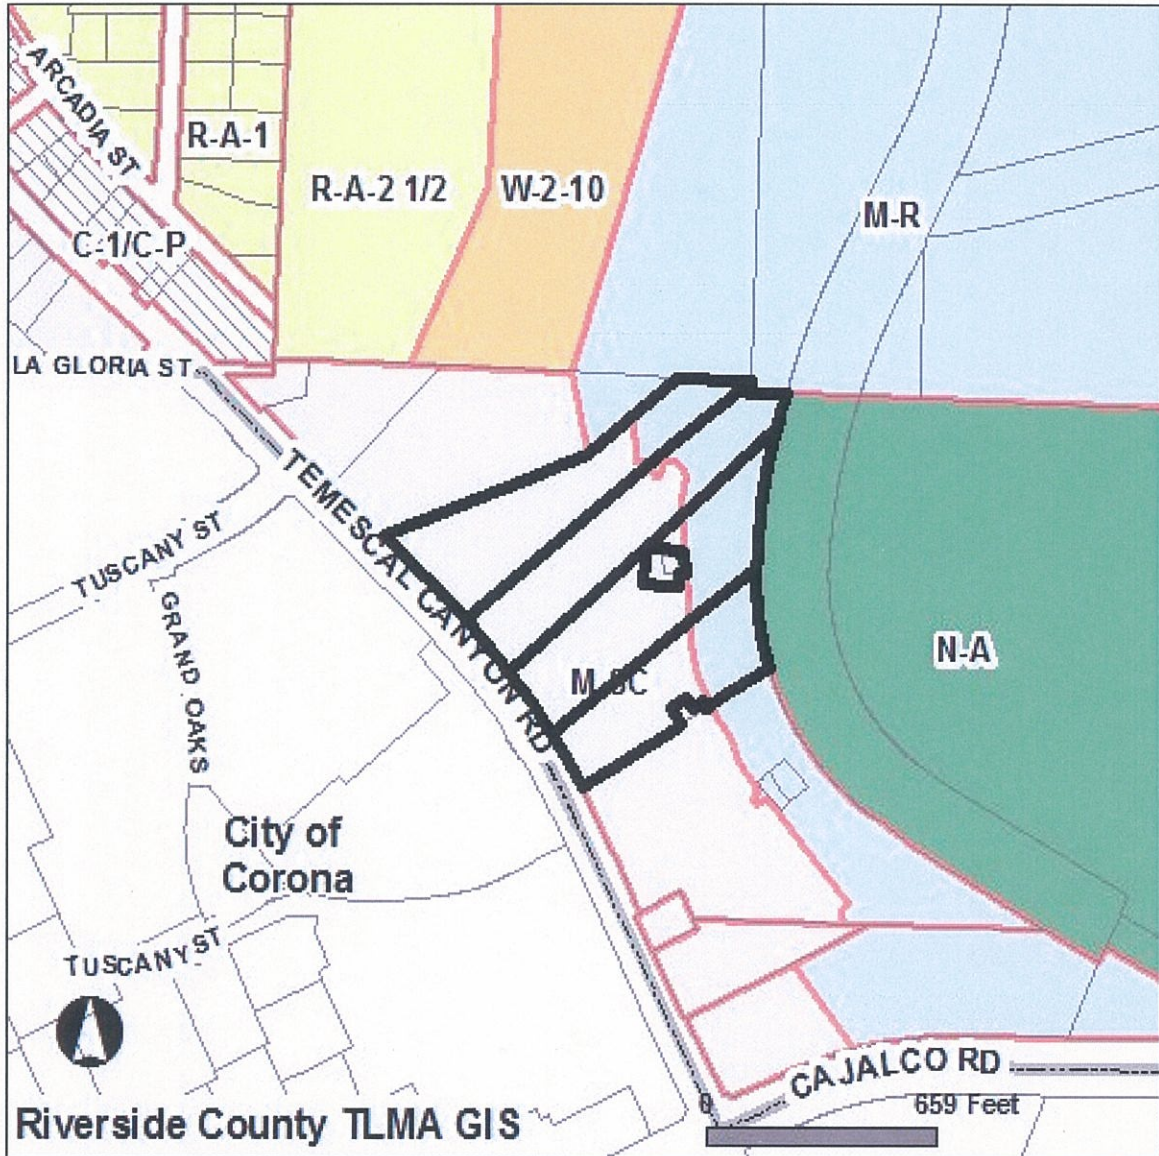 ARCADIA ST
R-A-1
R-A-2 1/2
W-2-10
M-R
C-1/C-P
LA GLORIA ST
TEMESCAL CANYON RD
TUSCANY ST
GRAND OAKS
M-SC
N-A
City of
Corona
TUSCANY ST
CAJALCO RD
0
659 Feet
Riverside County TLMA GIS